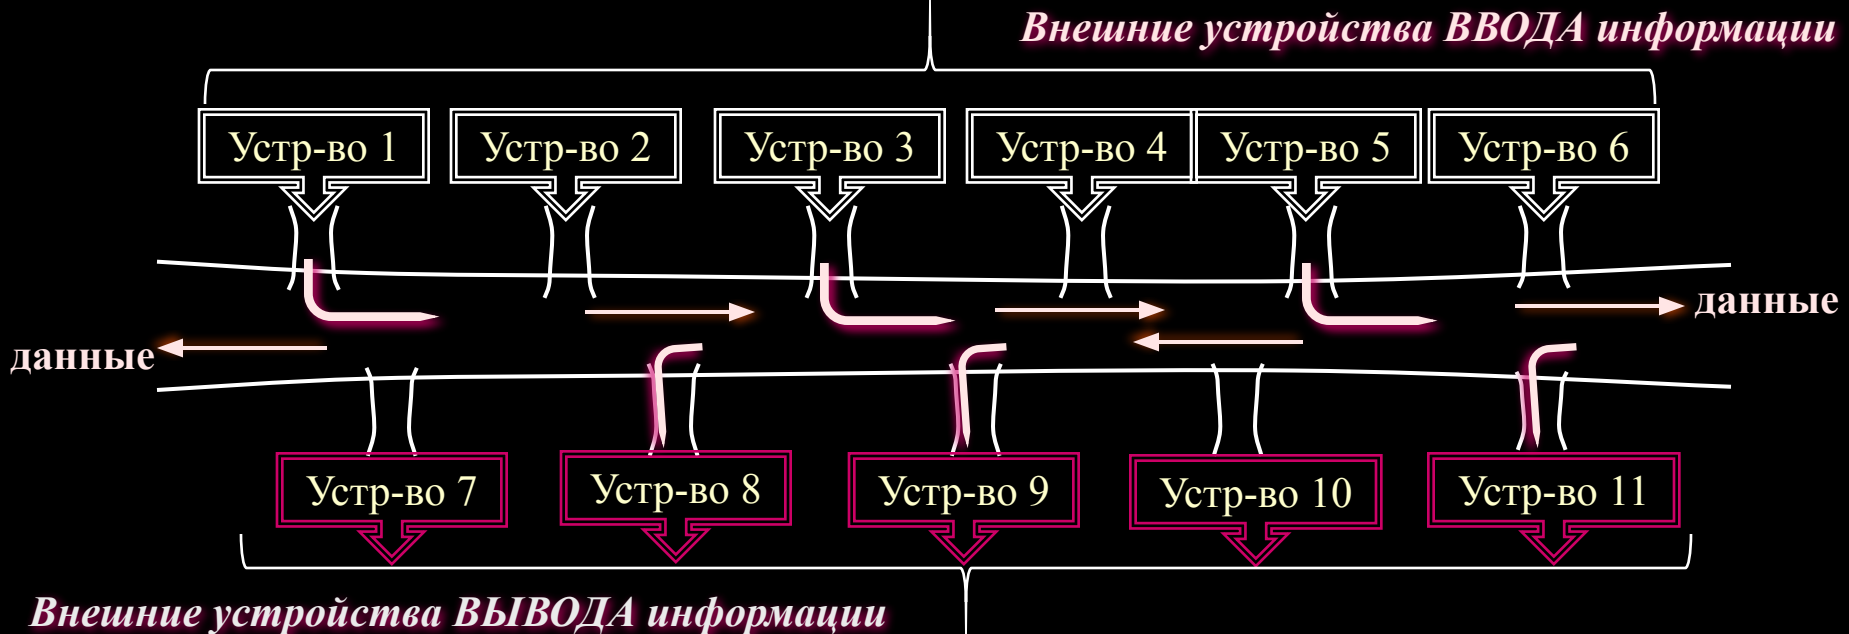 Внешние устройства ВВОДА информации
Устр-во 1
Устр-во 2
Устр-во 3
Устр-во 4
Устр-во 5
Устр-во 6
данные
данные
Устр-во 7
Устр-во 8
Устр-во 9
Устр-во 10
Устр-во 11
Внешние устройства ВЫВОДА информации